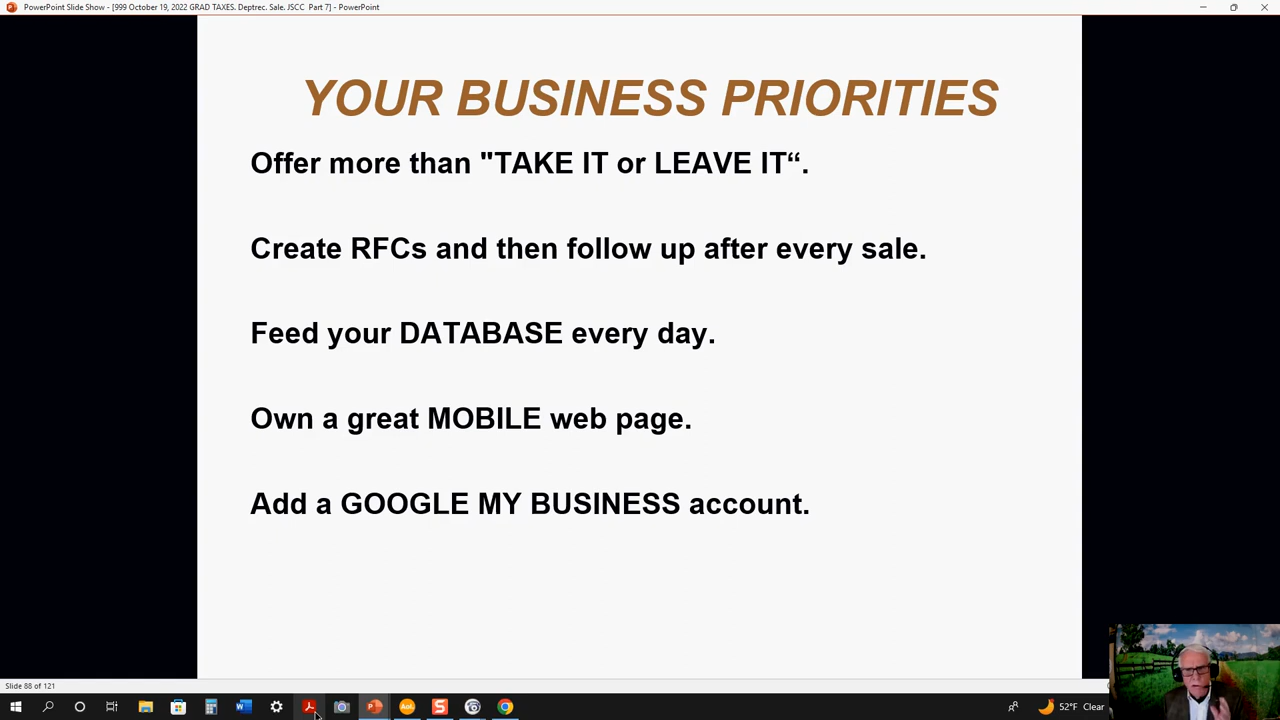 PowerPoint Slide Show - [999 October 19, 2022 GRAD TAXES. Deptrec. Sale. JSCC Part 7] - PowerPoint
YOUR BUSINESS PRIORITIES
Offer more than "TAKE IT or LEAVE IT“.
Create RFCs and then follow up after every sale.
Feed your DATABASE every day.
Own a great MOBILE web page.
Add a GOOGLE MY BUSINESS account.
Slide 88 of 121
Aol.
52°F Clear